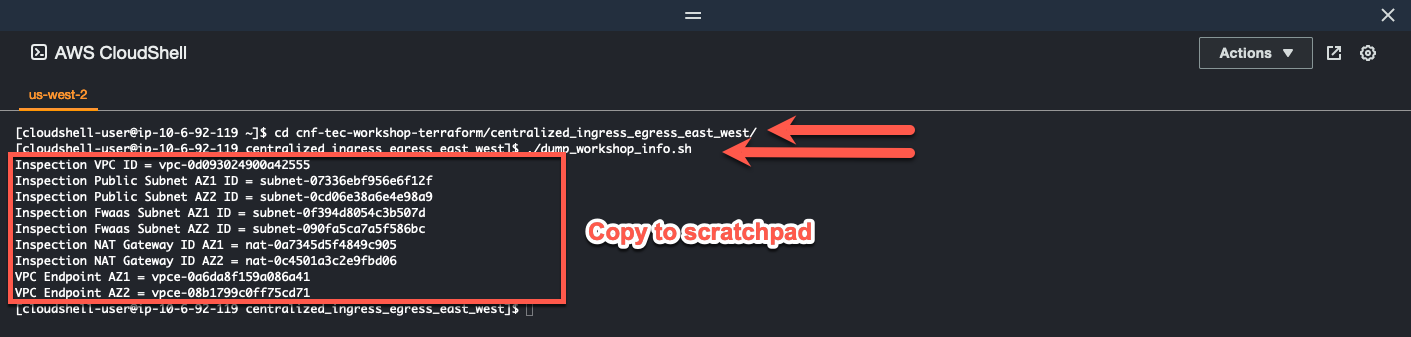 AWS CloudShell
Actions
us-west-2
[cloudshell-user@ip-10-6-92-119 ~]$ cd cnf-tec-workshop-terraform/centralized_ingress_egress_east_west/
[cloudshell-user@ip-10-6-92-119 centralized_ingress_egress_east_west]$ ./dump_workshop_info.sh
Inspection VPC ID = vpc-0d093024900a42555
Inspection Public Subnet AZ1 ID = subnet-07336ebf956e6f12f
Inspection Public Subnet AZ2 ID = subnet-0cd06e38a6e4e98a9
Inspection Fwaas Subnet AZ1 ID = subnet-0f394d8054c3b507d
Inspection Fwaas Subnet AZ2 ID = subnet-090fa5ca7a5f586bc
Inspection NAT Gateway ID AZ1 = nat-0a7345d5f4849c905
Inspection NAT Gateway ID AZ2 = nat-0c4501a3c2e9fbd06
VPC Endpoint AZ1 = vpce-0a6da8f159a086a41
VPC Endpoint AZ2 = vpce-08b1799c0ff75cd71
[cloudshell-user@ip-10-6-92-119 centralized_ingress_egress_east_west]$
Copy to scratchpad